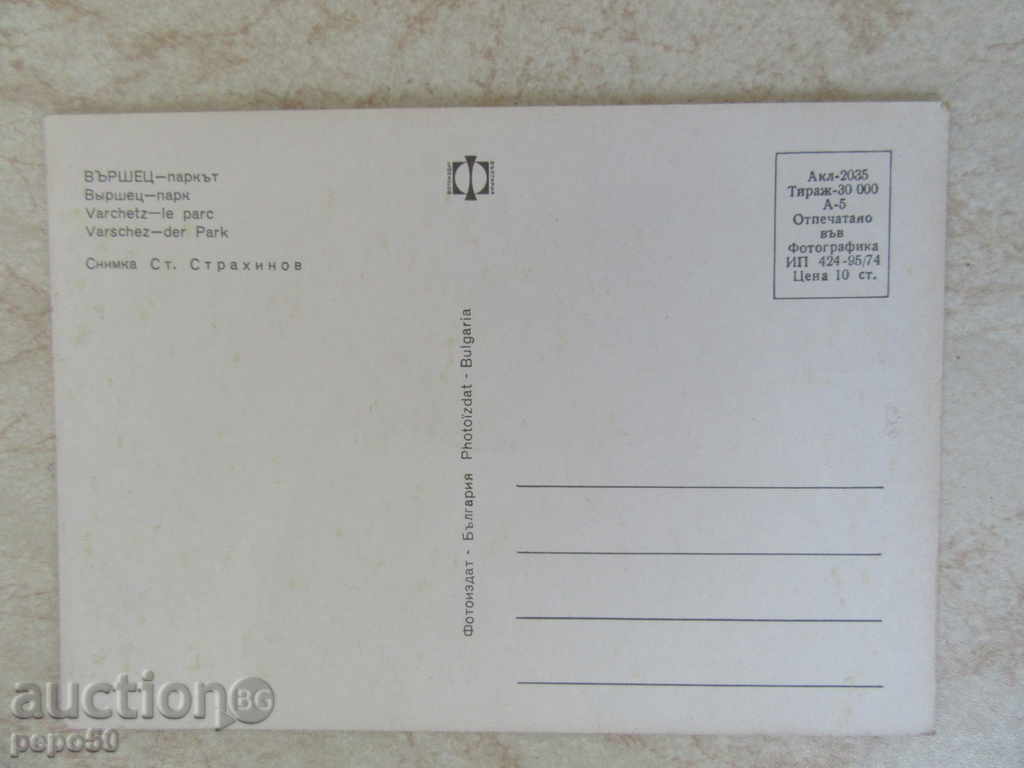 ВЪРШЕЦ—паркът
Выршец—парк
Varchetz—le parc
Varschez—der Park
Снимка Ст. Страхинов
Фотоиздат - България Photoïzdat - Bulgaria
Акл-2035
Тираж-30 000
А-5
Отпечатано
във
Фотографика
ИП 424-95/74
Цена 10 ст.
auction BG
pepo50